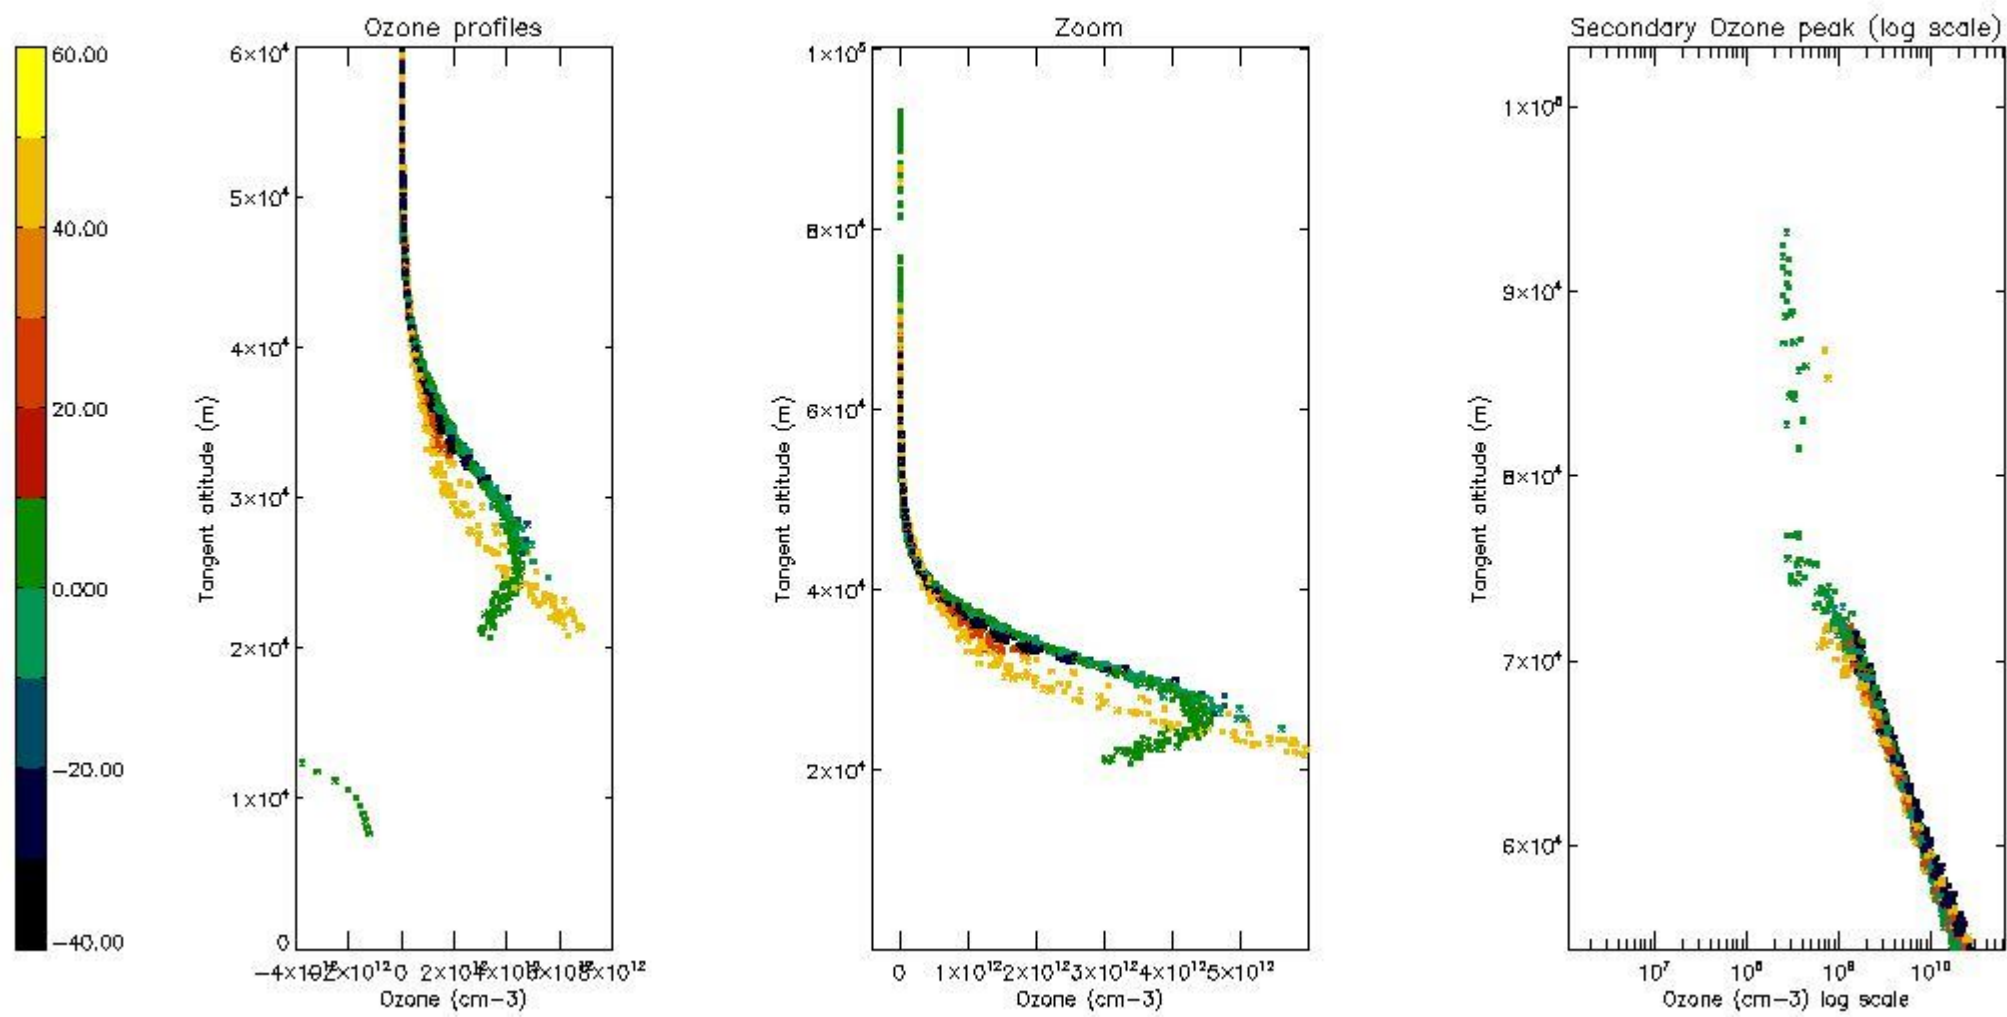 Ozone profiles
Zoom
Secondary Ozone peak (log scale)
60.00
40.00
20.00
0.000
−20.00
−40.00
6×10⁴
5×10⁴
4×10⁴
3×10⁴
2×10⁴
1×10⁴
0
Tangent altitude (m)
0
Ozone (cm−3)
1×10⁵
8×10⁴
6×10⁴
4×10⁴
2×10⁴
Tangent altitude (m)
0 1×10¹² 2×10¹² 3×10¹² 4×10¹² 5×10¹²
Ozone (cm−3)
9×10⁴
8×10⁴
7×10⁴
6×10⁴
Tangent altitude (m)
10⁷ 10⁸ 10⁹ 10¹⁰
Ozone (cm−3) log scale